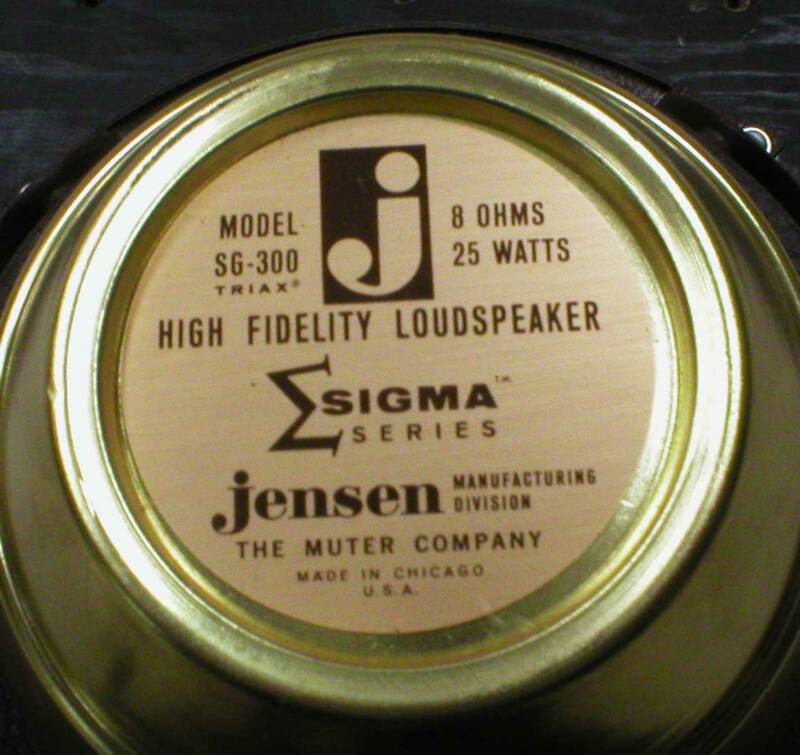 j
MODEL
SG-300
TRIAX®
8 OHMS
25 WATTS
HIGH FIDELITY LOUDSPEAKER
Σ SIGMA™
SERIES
jensen MANUFACTURING
DIVISION
THE MUTER COMPANY
MADE IN CHICAGO
U.S.A.